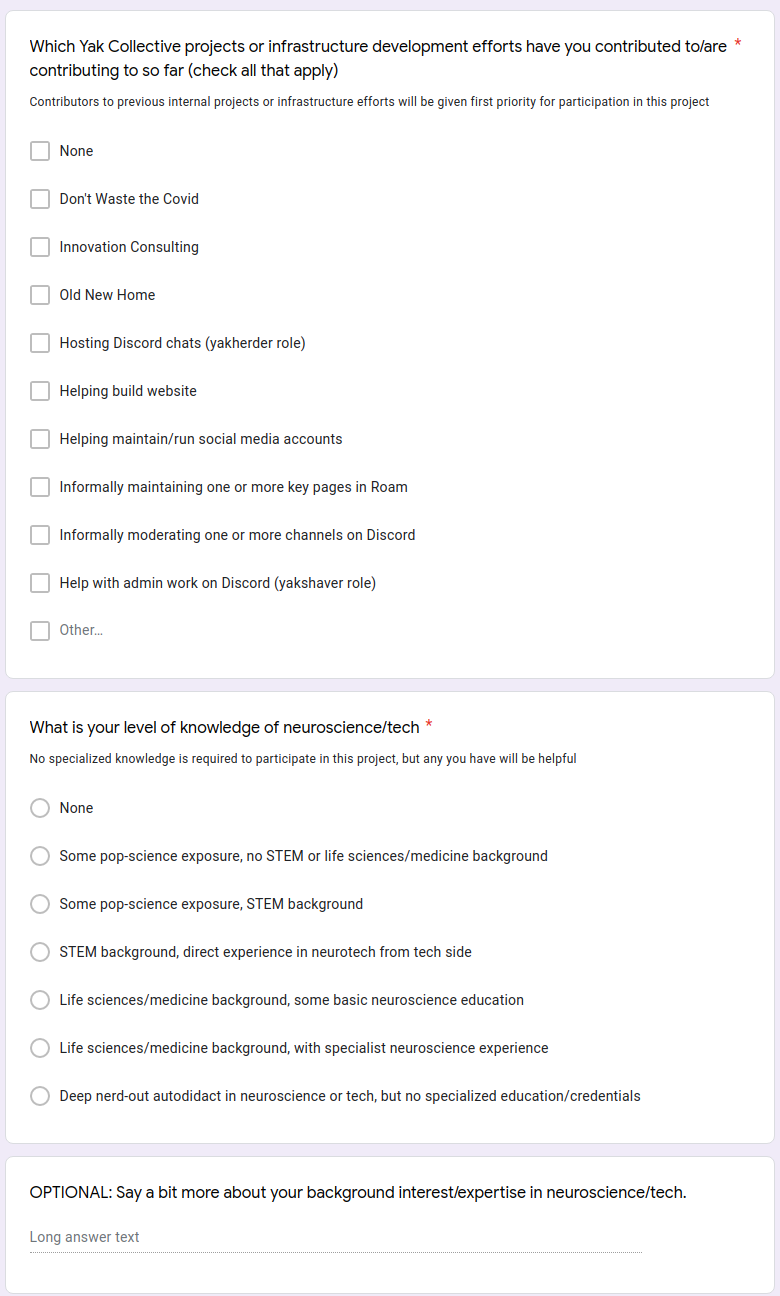 Which Yak Collective projects or infrastructure development efforts have you contributed to/are *
contributing to so far (check all that apply)
Contributors to previous internal projects or infrastructure efforts will be given first priority for participation in this project
None
Don't Waste the Covid
Innovation Consulting
Old New Home
Hosting Discord chats (yakherder role)
Helping build website
Helping maintain/run social media accounts
Informally maintaining one or more key pages in Roam
Informally moderating one or more channels on Discord
Help with admin work on Discord (yakshaver role)
Other...
What is your level of knowledge of neuroscience/tech *
No specialized knowledge is required to participate in this project, but any you have will be helpful
None
Some pop-science exposure, no STEM or life sciences/medicine background
Some pop-science exposure, STEM background
STEM background, direct experience in neurotech from tech side
Life sciences/medicine background, some basic neuroscience education
Life sciences/medicine background, with specialist neuroscience experience
Deep nerd-out autodidact in neuroscience or tech, but no specialized education/credentials
OPTIONAL: Say a bit more about your background interest/expertise in neuroscience/tech.
Long answer text